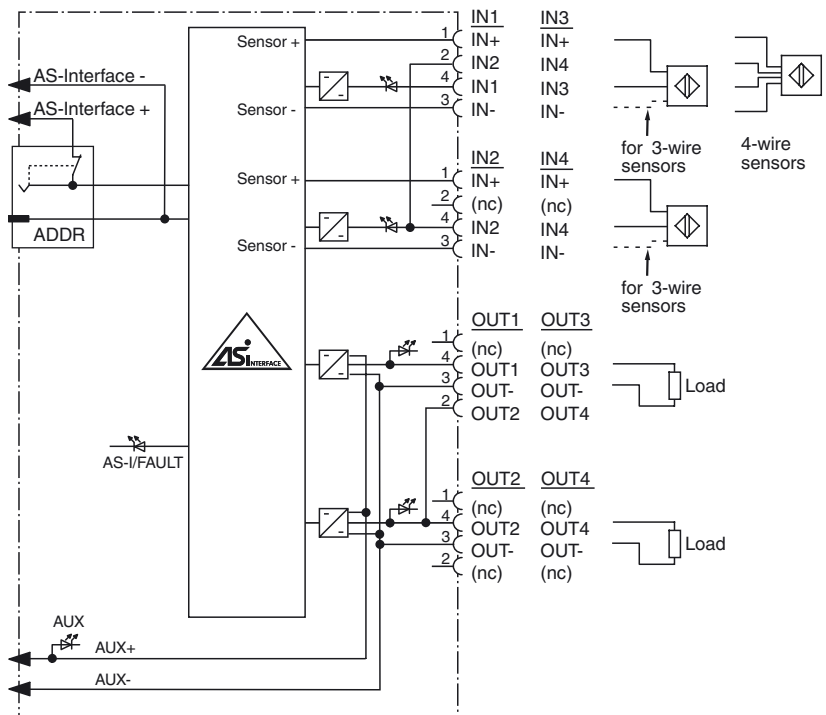 IN1 IN3
Sensor + 1 IN+ IN+
2 IN2 IN4
4 IN1 IN3
Sensor - 3 IN- IN-
AS-Interface -
AS-Interface +
for 3-wire
sensors
4-wire
sensors
IN2 IN4
Sensor + 1 IN+ IN+
2 (nc) (nc)
4 IN2 IN4
Sensor - 3 IN- IN-
ADDR
for 3-wire
sensors
OUT1 OUT3
1 (nc) (nc)
4 OUT1 OUT3
3 OUT- OUT-
2 OUT2 OUT4
Load
ASi INTERFACE
AS-I/FAULT
OUT2 OUT4
1 (nc) (nc)
4 OUT2 OUT4
3 OUT- OUT-
2 (nc) (nc)
Load
AUX
AUX+
AUX-